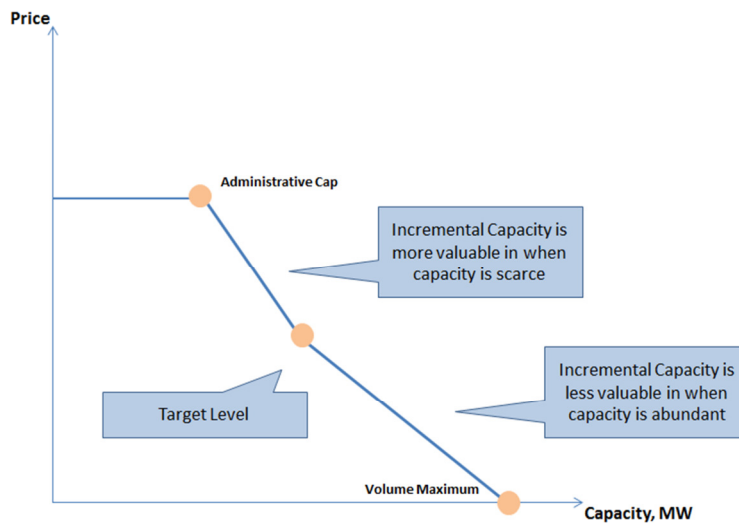 Price
Administrative Cap
Incremental Capacity is
more valuable in when
capacity is scarce
Incremental Capacity is
less valuable in when
capacity is abundant
Target Level
Volume Maximum
Capacity, MW